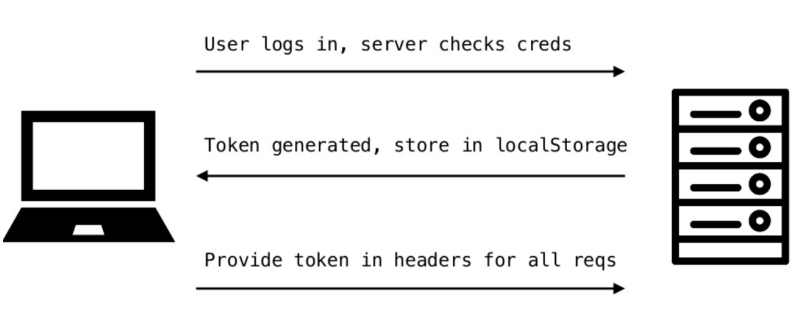 User logs in, server checks creds
Token generated, store in localStorage
Provide token in headers for all reqs